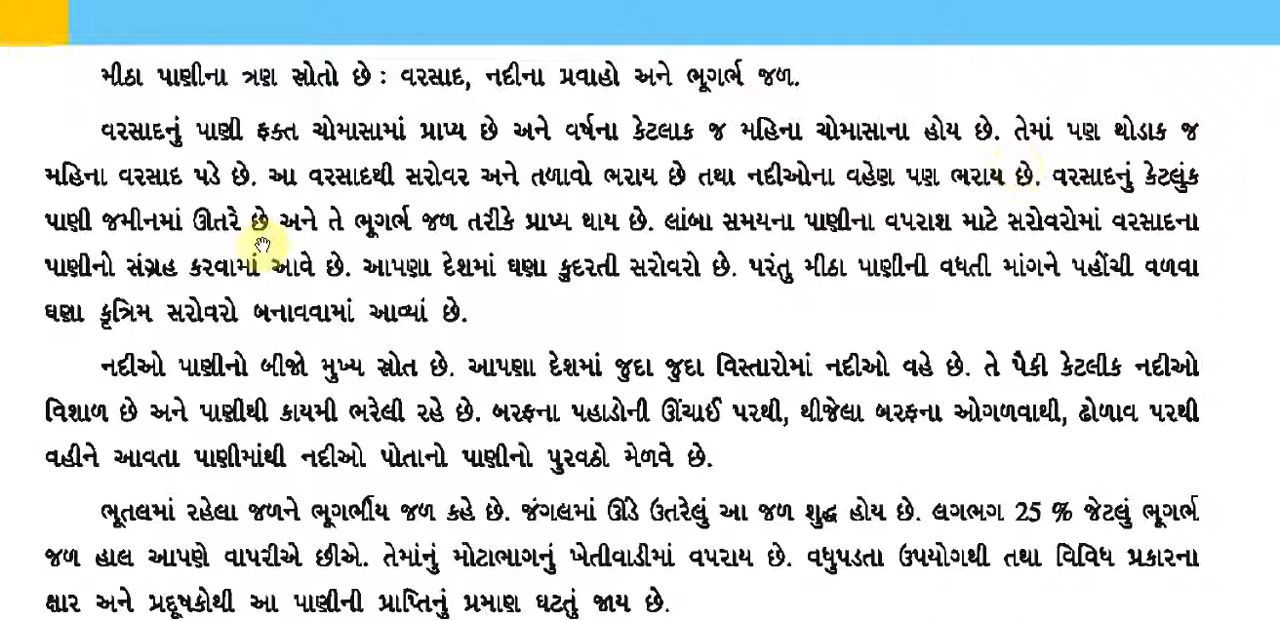 મીઠા પાણીના ત્રણ સ્રોતો છે : વરસાદ, નદીના પ્રવાહો અને ભૂગર્ભ જળ.
વરસાદનું પાણી ફક્ત ચોમાસામાં પ્રાપ્ય છે અને વર્ષના કેટલાક જ મહિના ચોમાસાના હોય છે. તેમાં પણ થોડાક જ
મહિના વરસાદ પડે છે. આ વરસાદથી સરોવર અને તળાવો ભરાય છે તથા નદીઓના વહેણ પણ ભરાય છે. વરસાદનું કેટલુંક
પાણી જમીનમાં ઊતરે છે અને તે ભૂગર્ભ જળ તરીકે પ્રાપ્ય થાય છે. લાંબા સમયના પાણીના વપરાશ માટે સરોવરોમાં વરસાદના
પાણીનો સંગ્રહ કરવામાં આવે છે. આપણા દેશમાં ઘણા કુદરતી સરોવરો છે. પરંતુ મીઠા પાણીની વધતી માંગને પહોંચી વળવા
ઘણા કૃત્રિમ સરોવરો બનાવવામાં આવ્યાં છે.
નદીઓ પાણીનો બીજો મુખ્ય સ્રોત છે. આપણા દેશમાં જુદા જુદા વિસ્તારોમાં નદીઓ વહે છે. તે પૈકી કેટલીક નદીઓ
વિશાળ છે અને પાણીથી કાયમી ભરેલી રહે છે. બરફના પહાડોની ઊંચાઈ પરથી, થીજેલા બરફના ઓગળવાથી, ઢોળાવ પરથી
વહીને આવતા પાણીમાંથી નદીઓ પોતાનો પાણીનો પુરવઠો મેળવે છે.
ભૂતલમાં રહેલા જળને ભૂગર્ભીય જળ કહે છે. જંગલમાં ઊંડે ઉતરેલું આ જળ શુદ્ધ હોય છે. લગભગ 25 % જેટલું ભૂગર્ભ
જળ હાલ આપણે વાપરીએ છીએ. તેમાંનું મોટાભાગનું ખેતીવાડીમાં વપરાય છે. વધુપડતા ઉપયોગથી તથા વિવિધ પ્રકારના
ક્ષાર અને પ્રદૂષકોથી આ પાણીની પ્રાપ્તિનું પ્રમાણ ઘટતું જાય છે.